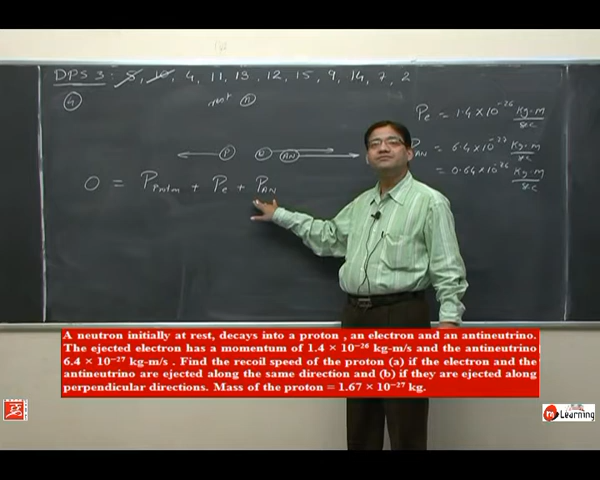 DPS 3 : 8, 10, 4, 11, 13, 12, 15, 9, 14, 7, 2
4
rest n
Pe = 1.4 × 10⁻²⁶ Kg-m/sec
P e AN
PAN = 6.4 × 10⁻²⁷ Kg-m/sec
= 0.64 × 10⁻²⁶ Kg-m/sec
0 = PProton + Pe + PAN
A neutron initially at rest, decays into a proton , an electron and an antineutrino.
The ejected electron has a momentum of 1.4 × 10⁻²⁶ kg-m/s and the antineutrino
6.4 × 10⁻²⁷ kg-m/s . Find the recoil speed of the proton (a) if the electron and the
antineutrino are ejected along the same direction and (b) if they are ejected along
perpendicular directions. Mass of the proton = 1.67 × 10⁻²⁷ kg.
m Learning